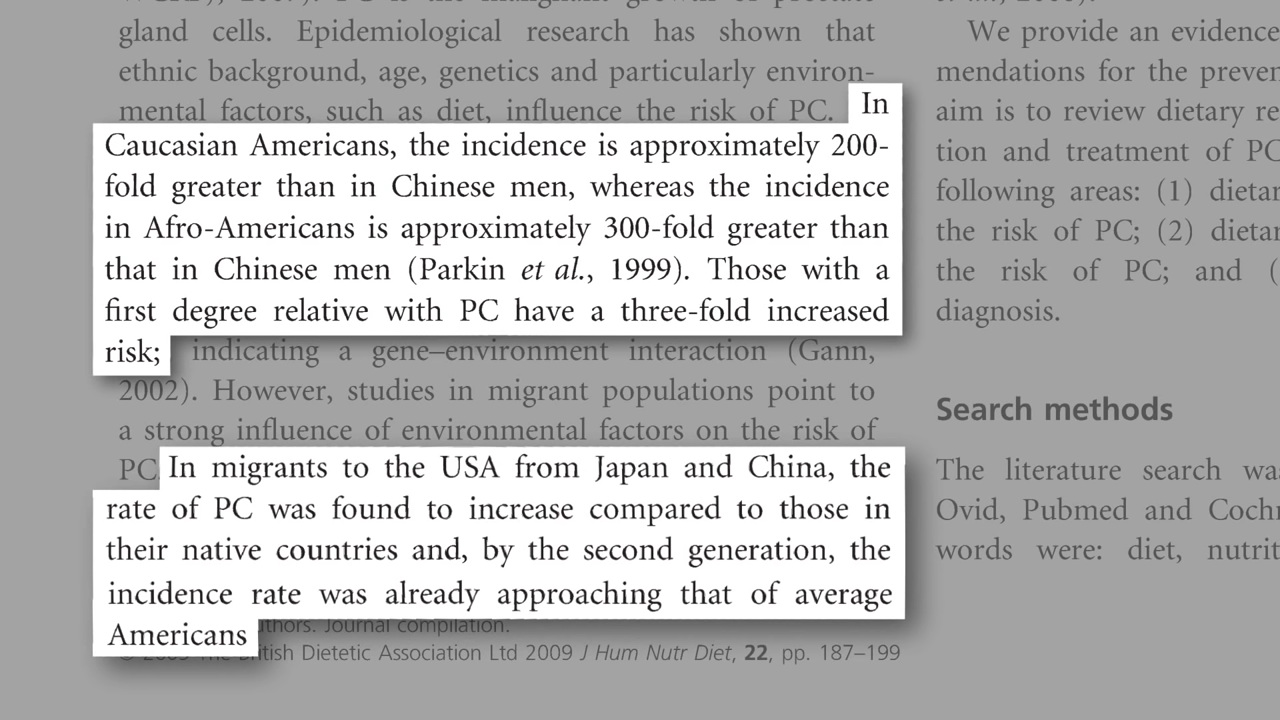 gland cells. Epidemiological research has shown that
ethnic background, age, genetics and particularly environ-
mental factors, such as diet, influence the risk of PC. In
Caucasian Americans, the incidence is approximately 200-
fold greater than in Chinese men, whereas the incidence
in Afro-Americans is approximately 300-fold greater than
that in Chinese men (Parkin et al., 1999). Those with a
first degree relative with PC have a three-fold increased
risk; indicating a gene–environment interaction (Gann,
2002). However, studies in migrant populations point to
a strong influence of environmental factors on the risk of
PC. In migrants to the USA from Japan and China, the
rate of PC was found to increase compared to those in
their native countries and, by the second generation, the
incidence rate was already approaching that of average
Americans
Journal compilation.
© 2009 The British Dietetic Association Ltd 2009 J Hum Nutr Diet, 22, pp. 187–199
We provide an evidence
mendations for the preven
aim is to review dietary re
tion and treatment of PC
following areas: (1) dietar
the risk of PC; (2) dietar
the risk of PC; and (
diagnosis.
Search methods
The literature search was
Ovid, Pubmed and Cochr
words were: diet, nutrit